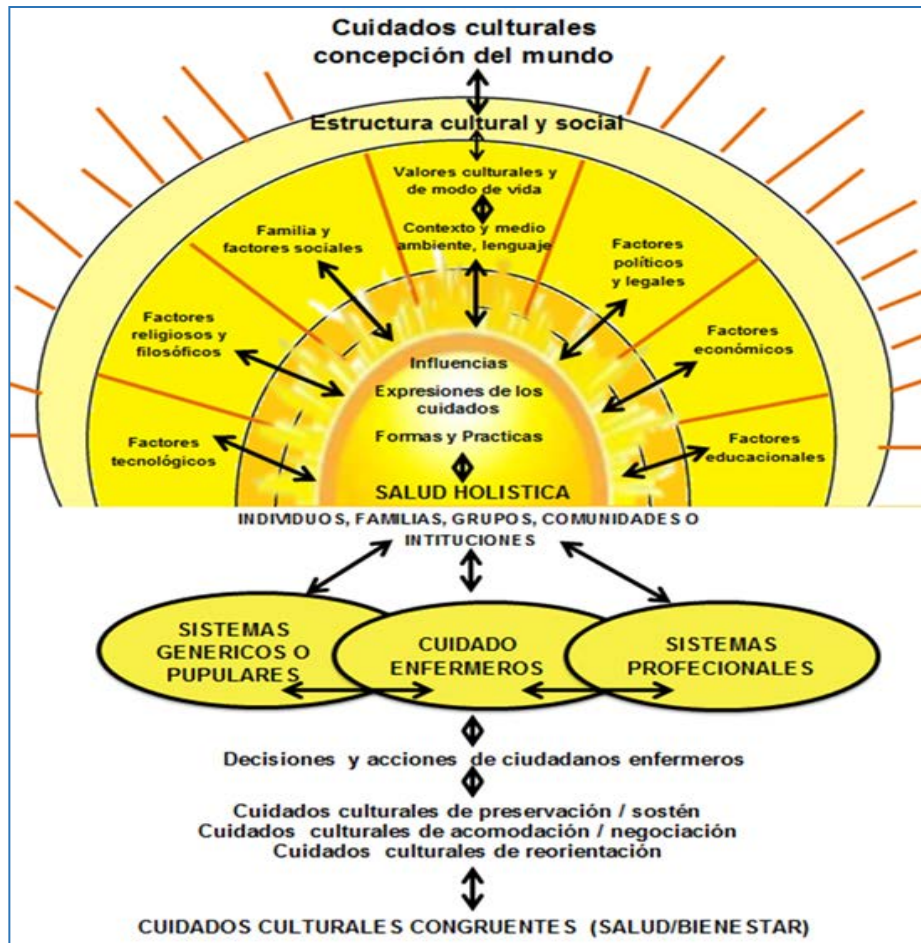 Cuidados culturales
concepción del mundo
Estructura cultural y social
Valores culturales y
de modo de vida
Familia y
factores sociales
Contexto y medio
ambiente, lenguaje
Factores
políticos
y legales
Factores
religiosos y
filosóficos
Influencias
Factores
económicos
Expresiones de los
cuidados
Factores
tecnológicos
Formas y Practicas
Factores
educacionales
SALUD HOLISTICA
INDIVIDUOS, FAMILIAS, GRUPOS, COMUNIDADES O
INTITUCIONES
SISTEMAS
GENERICOS O
PUPULARES
CUIDADO
ENFERMEROS
SISTEMAS
PROFECIONALES
Decisiones y acciones de ciudadanos enfermeros
Cuidados culturales de preservación / sostén
Cuidados culturales de acomodación / negociación
Cuidados culturales de reorientación
CUIDADOS CULTURALES CONGRUENTES (SALUD/BIENESTAR)